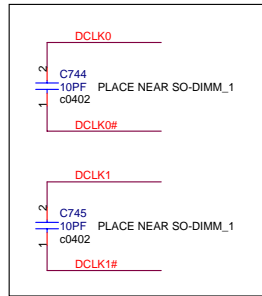 DCLK0
2
C744
10PF PLACE NEAR SO-DIMM_1
1
c0402
DCLK0#
DCLK1
2
C745
10PF PLACE NEAR SO-DIMM_1
1
c0402
DCLK1#